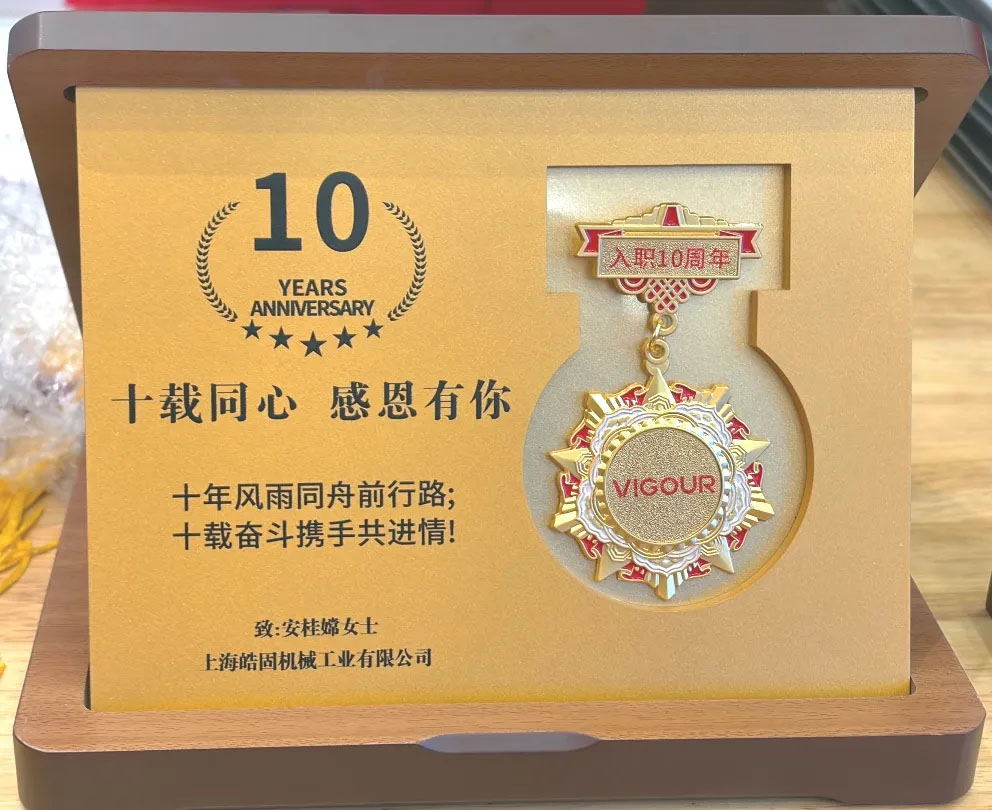 10
YEARS
ANNIVERSARY
十载同心 感恩有你
十年风雨同舟前行路;
十载奋斗携手共进情!
致:安桂嫦女士
上海皓固机械工业有限公司
入职10周年
VIGOUR